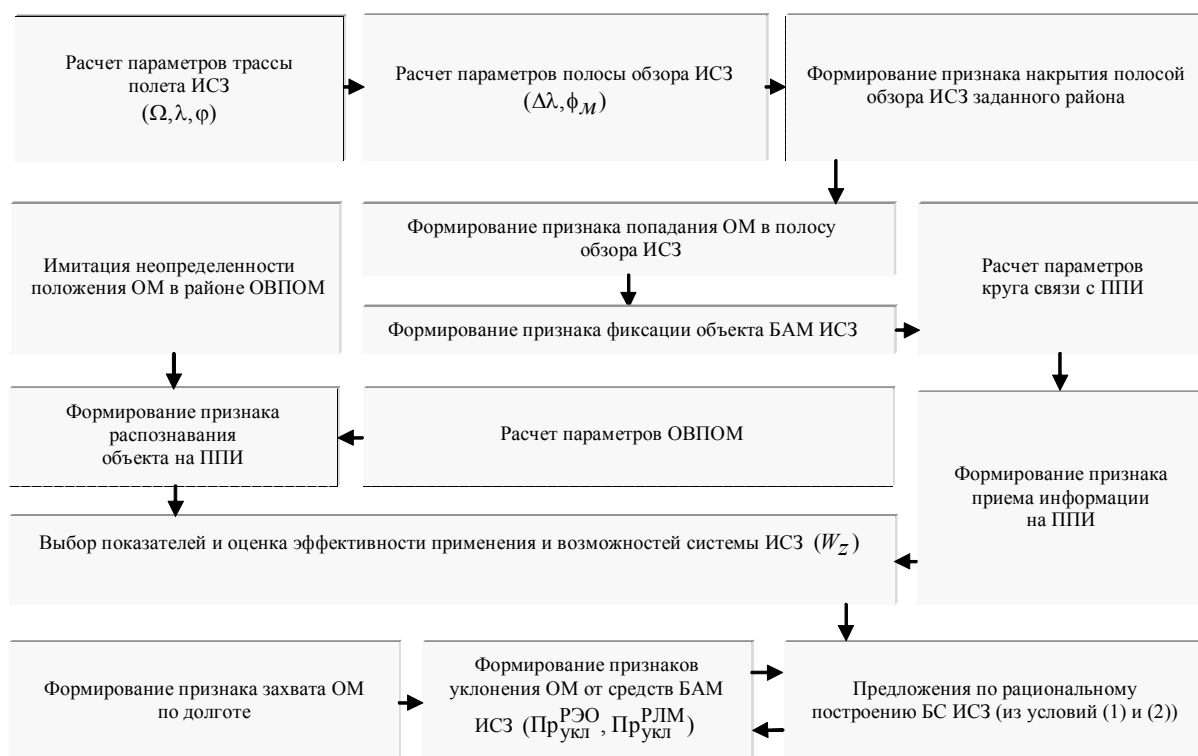 Расчет параметров трассы
полета ИСЗ
(Ω,λ,φ)
Расчет параметров полосы обзора ИСЗ
(Δλ,ϕ_M)
Формирование признака накрытия полосой
обзора ИСЗ заданного района
Имитация неопределенности
положения ОМ в районе ОВПОМ
Формирование признака попадания ОМ в полосу
обзора ИСЗ
Формирование признака фиксации объекта БАМ ИСЗ
Расчет параметров
круга связи с ППИ
Формирование признака
распознавания
объекта на ППИ
Расчет параметров ОВПОМ
Формирование признака
приема информации
на ППИ
Выбор показателей и оценка эффективности применения и возможностей системы ИСЗ (W_Z)
Формирование признака захвата ОМ
по долготе
Формирование признаков
уклонения ОМ от средств БАМ
ИСЗ (Пр_укл^РЭО, Пр_укл^РЛМ)
Предложения по рациональному
построению БС ИСЗ (из условий (1) и (2))